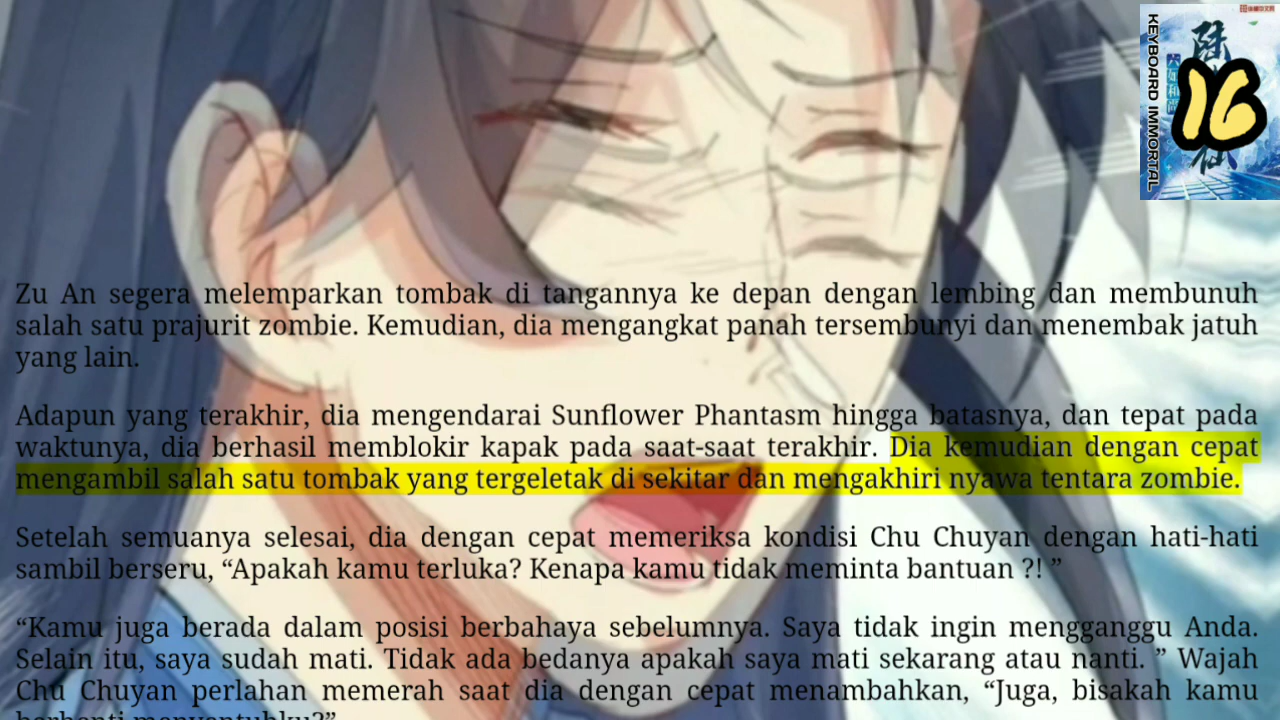 KEYBOARD IMMORTAL
16
Zu An segera melemparkan tombak di tangannya ke depan dengan lembing dan membunuh
salah satu prajurit zombie. Kemudian, dia mengangkat panah tersembunyi dan menembak jatuh
yang lain.
Adapun yang terakhir, dia mengendarai Sunflower Phantasm hingga batasnya, dan tepat pada
waktunya, dia berhasil memblokir kapak pada saat-saat terakhir. Dia kemudian dengan cepat
mengambil salah satu tombak yang tergeletak di sekitar dan mengakhiri nyawa tentara zombie.
Setelah semuanya selesai, dia dengan cepat memeriksa kondisi Chu Chuyan dengan hati-hati
sambil berseru, “Apakah kamu terluka? Kenapa kamu tidak meminta bantuan ?! ”
“Kamu juga berada dalam posisi berbahaya sebelumnya. Saya tidak ingin mengganggu Anda.
Selain itu, saya sudah mati. Tidak ada bedanya apakah saya mati sekarang atau nanti. ” Wajah
Chu Chuyan perlahan memerah saat dia dengan cepat menambahkan, “Juga, bisakah kamu
berhenti menyentuhku?”